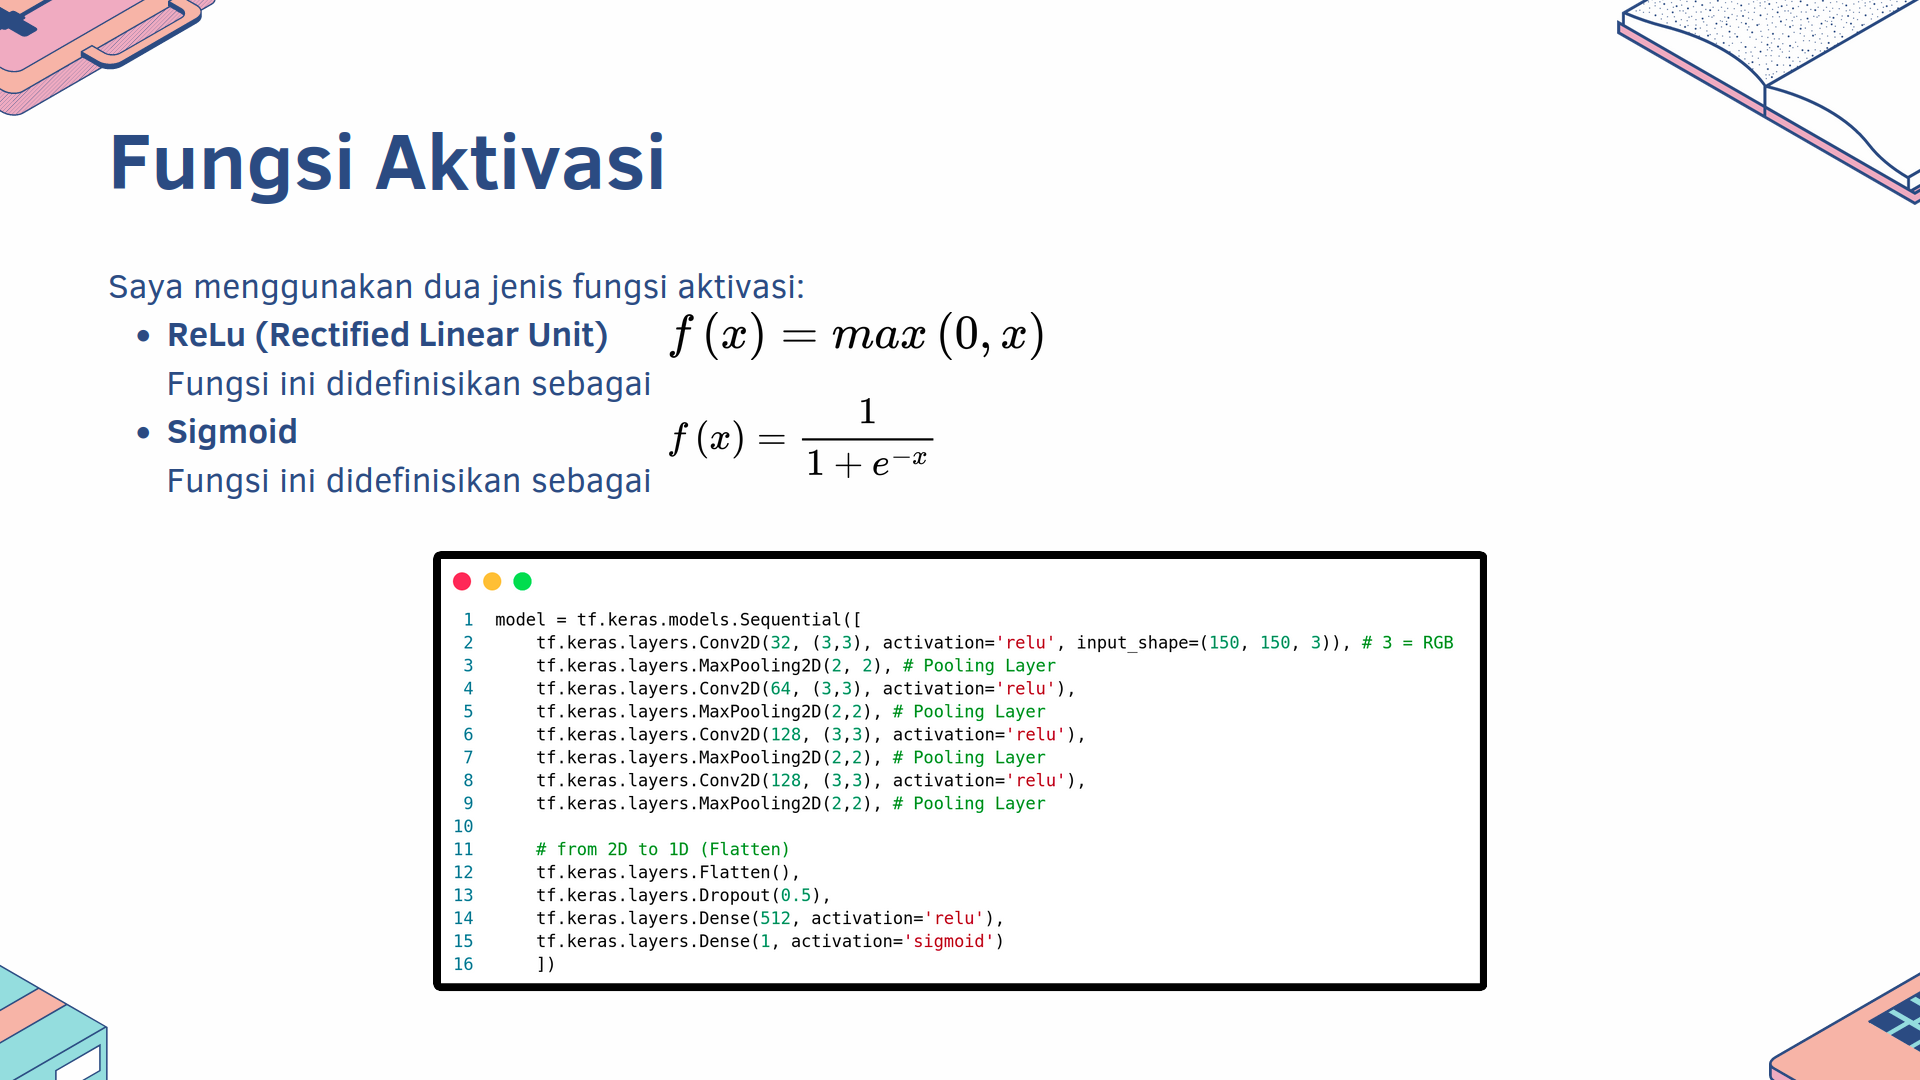 Fungsi Aktivasi
Saya menggunakan dua jenis fungsi aktivasi:
• ReLu (Rectified Linear Unit) f(x) = max(0, x)
Fungsi ini didefinisikan sebagai
• Sigmoid f(x) = \frac{1}{1 + e^{-x}}
Fungsi ini didefinisikan sebagai
1 model = tf.keras.models.Sequential([
2     tf.keras.layers.Conv2D(32, (3,3), activation='relu', input_shape=(150, 150, 3)), # 3 = RGB
3     tf.keras.layers.MaxPooling2D(2, 2), # Pooling Layer
4     tf.keras.layers.Conv2D(64, (3,3), activation='relu'),
5     tf.keras.layers.MaxPooling2D(2,2), # Pooling Layer
6     tf.keras.layers.Conv2D(128, (3,3), activation='relu'),
7     tf.keras.layers.MaxPooling2D(2,2), # Pooling Layer
8     tf.keras.layers.Conv2D(128, (3,3), activation='relu'),
9     tf.keras.layers.MaxPooling2D(2,2), # Pooling Layer
10
11     # from 2D to 1D (Flatten)
12     tf.keras.layers.Flatten(),
13     tf.keras.layers.Dropout(0.5),
14     tf.keras.layers.Dense(512, activation='relu'),
15     tf.keras.layers.Dense(1, activation='sigmoid')
16     ])